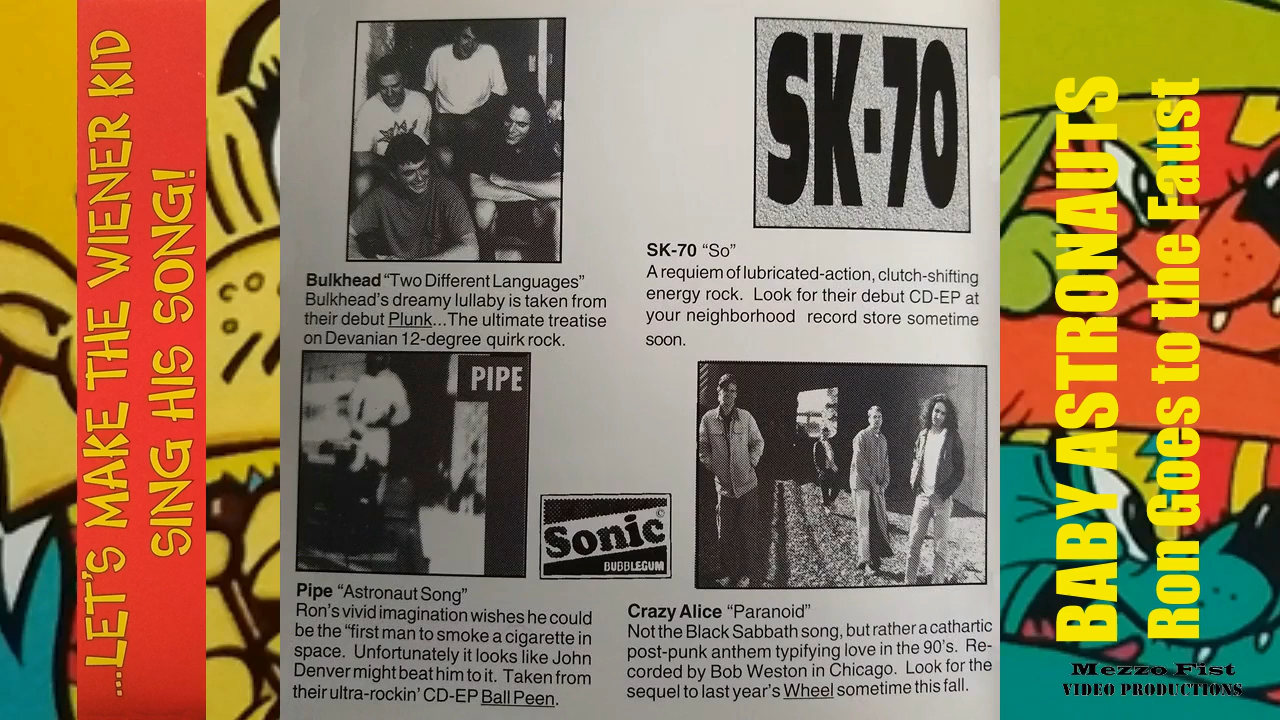 ...LET'S MAKE THE WIENER KID
SING HIS SONG!
Bulkhead "Two Different Languages"
Bulkhead's dreamy lullaby is taken from
their debut Plunk...The ultimate treatise
on Devanian 12-degree quirk rock.
SK-70
SK-70 "So"
A requiem of lubricated-action, clutch-shifting
energy rock. Look for their debut CD-EP at
your neighborhood record store sometime
soon.
PIPE
Pipe "Astronaut Song"
Ron's vivid imagination wishes he could
be the "first man to smoke a cigarette in
space. Unfortunately it looks like John
Denver might beat him to it. Taken from
their ultra-rockin' CD-EP Ball Peen.
Sonic©
BUBBLEGUM
Crazy Alice "Paranoid"
Not the Black Sabbath song, but rather a cathartic
post-punk anthem typifying love in the 90's. Re-
corded by Bob Weston in Chicago. Look for the
sequel to last year's Wheel sometime this fall.
BABY ASTRONAUTS
Ron Goes to the Faust
Mezzo Fist
VIDEO PRODUCTIONS